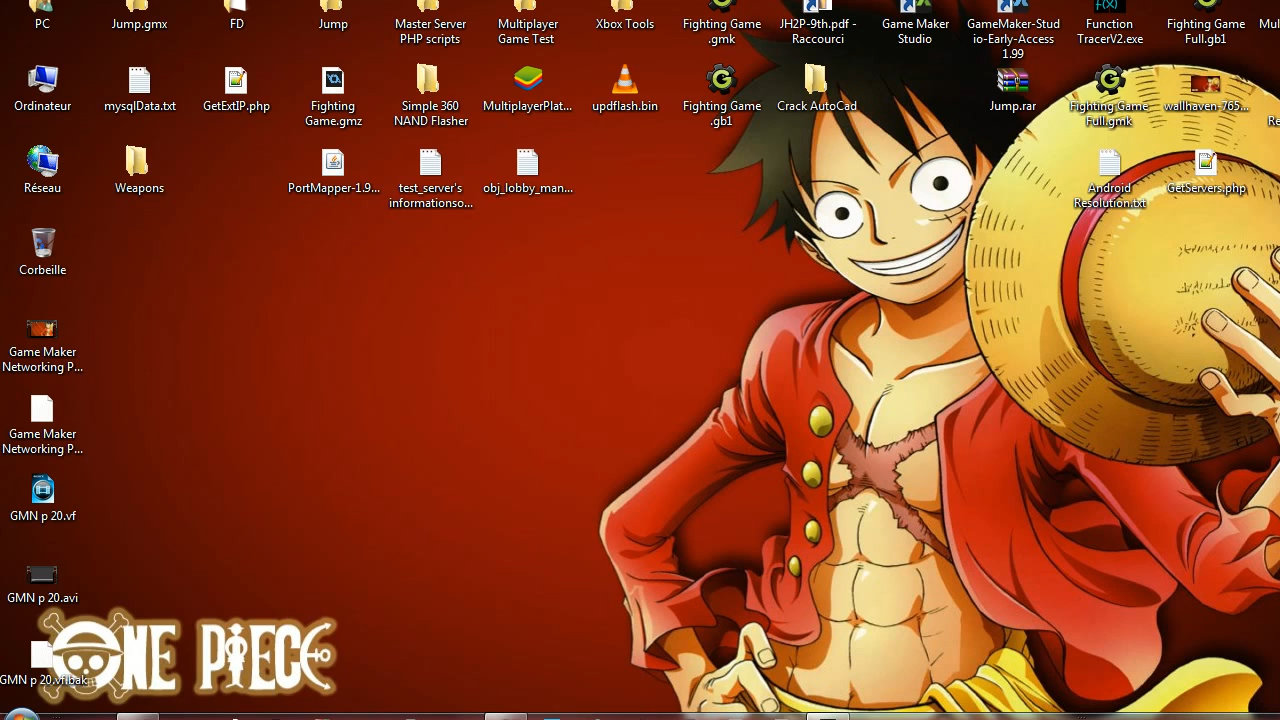 PC
Jump.gmx
FD
Jump
Master Server
PHP scripts
Multiplayer
Game Test
Xbox Tools
Fighting Game
.gmk
JH2P-9th.pdf -
Raccourci
Game Maker
Studio
GameMaker-Stud
io-Early-Access
1.99
Function
TracerV2.exe
Fighting Game
Full.gb1
Mul
Ordinateur
mysqlData.txt
GetExtIP.php
Fighting
Game.gmz
Simple 360
NAND Flasher
MultiplayerPlat...
updflash.bin
Fighting Game
.gb1
Crack AutoCad
Jump.rar
Fighting Game
Full.gmk
wallhaven-765...
Re
Réseau
Weapons
PortMapper-1.9...
test_server's
informationso...
obj_lobby_man...
Android
Resolution.txt
GetServers.php
Corbeille
Game Maker
Networking P...
Game Maker
Networking P...
GMN p 20.vf
GMN p 20.avi
GMN p 20.vf.bak
ONE PIECE